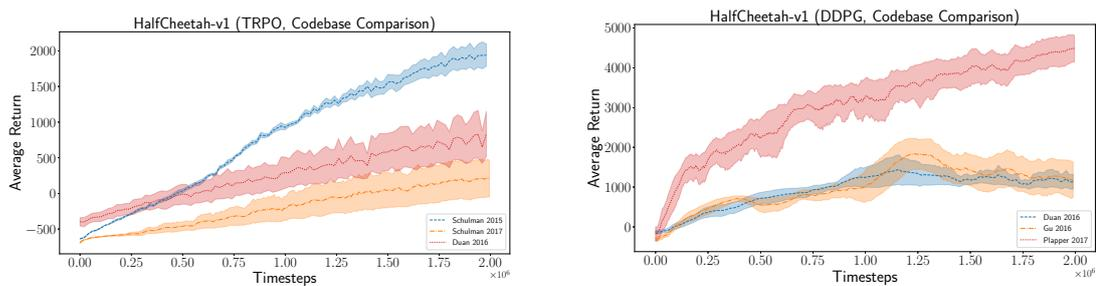 HalfCheetah-v1 (TRPO, Codebase Comparison)
2000
1500
1000
500
0
−500
Average Return
0.00 0.25 0.50 0.75 1.00 1.25 1.50 1.75 2.00
Timesteps
×10⁶
Schulman 2015
Schulman 2017
Duan 2016
HalfCheetah-v1 (DDPG, Codebase Comparison)
5000
4000
3000
2000
1000
0
Average Return
0.00 0.25 0.50 0.75 1.00 1.25 1.50 1.75 2.00
Timesteps
×10⁶
Duan 2016
Gu 2016
Plapper 2017